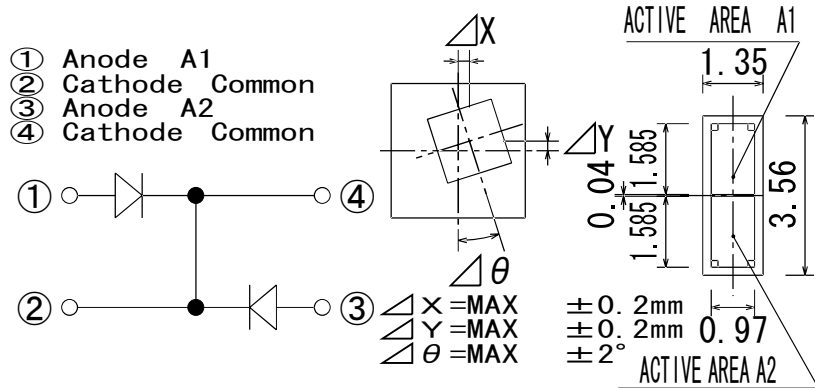 ① Anode A1
② Cathode Common
③ Anode A2
④ Cathode Common
① ④
② ③
⊿X
⊿Y
⊿θ
⊿X=MAX ±0.2mm
⊿Y=MAX ±0.2mm
⊿θ=MAX ±2°
ACTIVE AREA A1
1.35
1.585
0.04
1.585
3.56
0.97
ACTIVE AREA A2